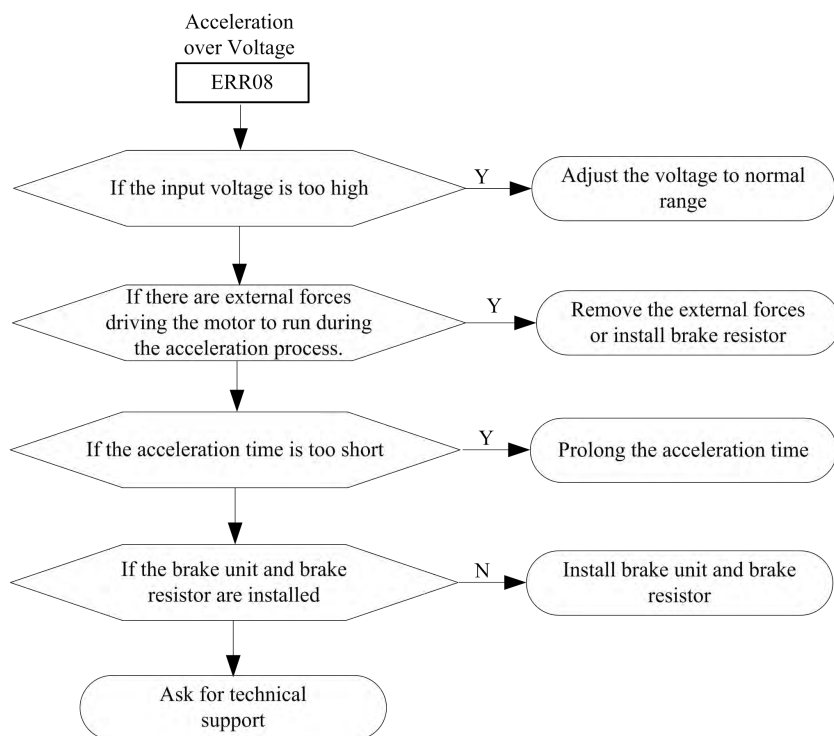 Acceleration
over Voltage
ERR08
If the input voltage is too high
Y
Adjust the voltage to normal
range
If there are external forces
driving the motor to run during
the acceleration process.
Y
Remove the external forces
or install brake resistor
If the acceleration time is too short
Y
Prolong the acceleration time
If the brake unit and brake
resistor are installed
N
Install brake unit and brake
resistor
Ask for technical
support